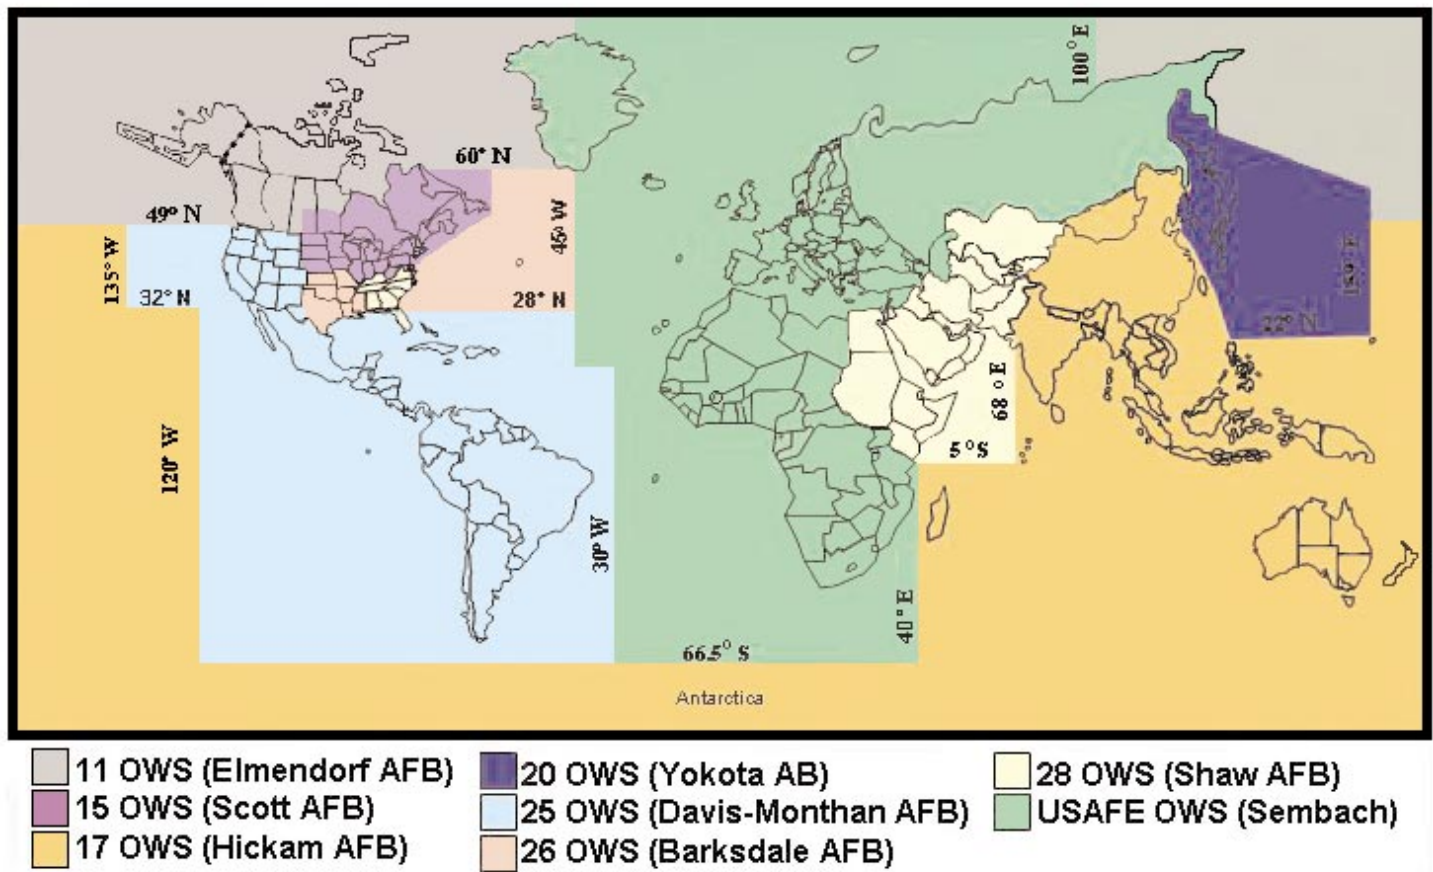 100° E
60° N
49° N
45° W
135° W
32° N
28° N
159° E
22° N
68° E
120° W
5° S
30° W
40° E
66.5° S
Antarctica
11 OWS (Elmendorf AFB)
20 OWS (Yokota AB)
28 OWS (Shaw AFB)
15 OWS (Scott AFB)
25 OWS (Davis-Monthan AFB)
USAFE OWS (Sembach)
17 OWS (Hickam AFB)
26 OWS (Barksdale AFB)